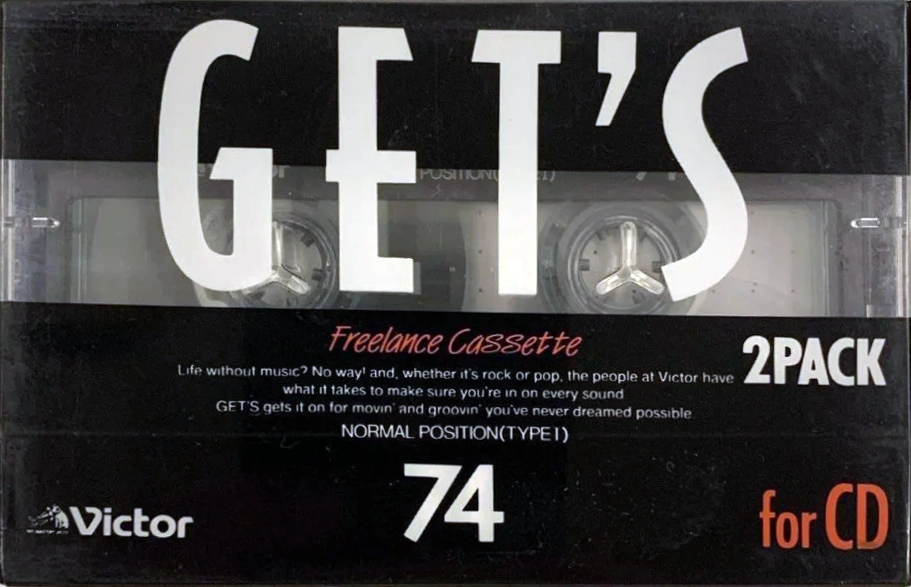 GET'S
POSITION(TYPE I)
Freelance Cassette
2PACK
Life without music? No way! and, whether it's rock or pop, the people at Victor have
what it takes to make sure you're in on every sound
GET'S gets it on for movin' and groovin' you've never dreamed possible.
NORMAL POSITION(TYPE I)
74
Victor
for CD